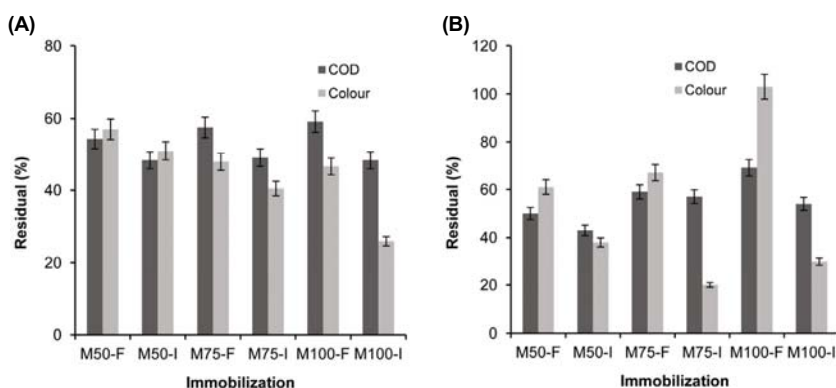 (A)
80
60
40
20
0
Residual (%)
COD
Colour
M50-F M50-I M75-F M75-I M100-F M100-I
Immobilization
(B)
120
100
80
60
40
20
0
Residual (%)
COD
Colour
M50-F M50-I M75-F M75-I M100-F M100-I
Immobilization